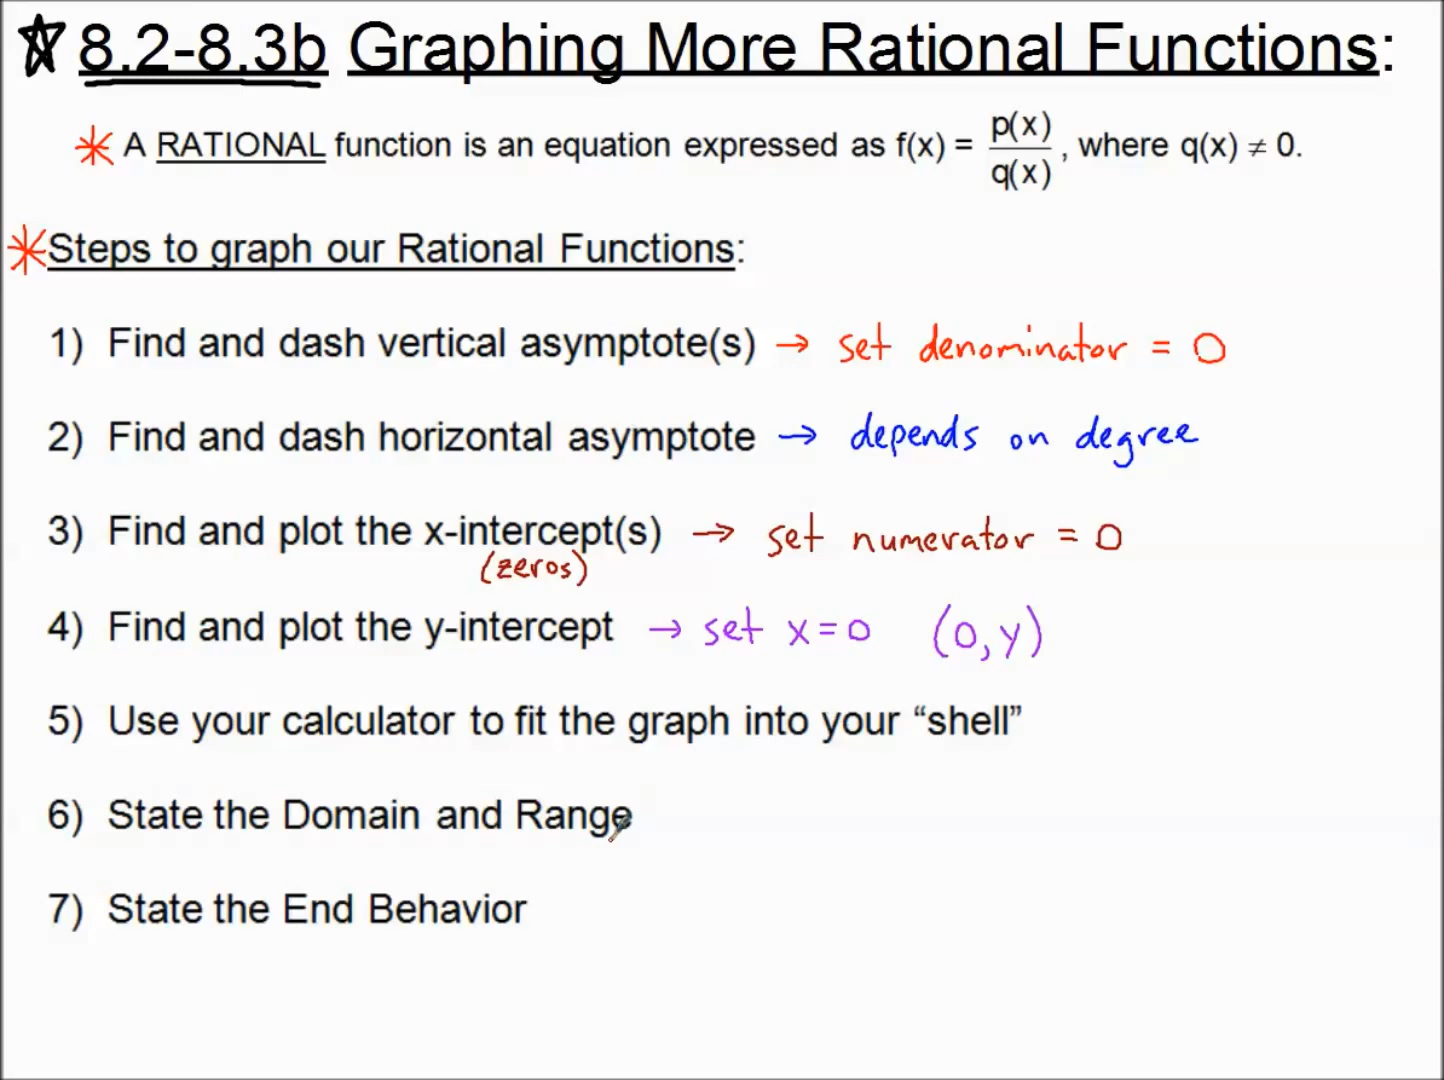 ☆ 8.2-8.3b Graphing More Rational Functions:
* A RATIONAL function is an equation expressed as f(x) = p(x)/q(x), where q(x) ≠ 0.
* Steps to graph our Rational Functions:
1) Find and dash vertical asymptote(s) → set denominator = 0
2) Find and dash horizontal asymptote → depends on degree
3) Find and plot the x-intercept(s) → set numerator = 0
(zeros)
4) Find and plot the y-intercept → set x=0 (0,y)
5) Use your calculator to fit the graph into your “shell”
6) State the Domain and Range
7) State the End Behavior